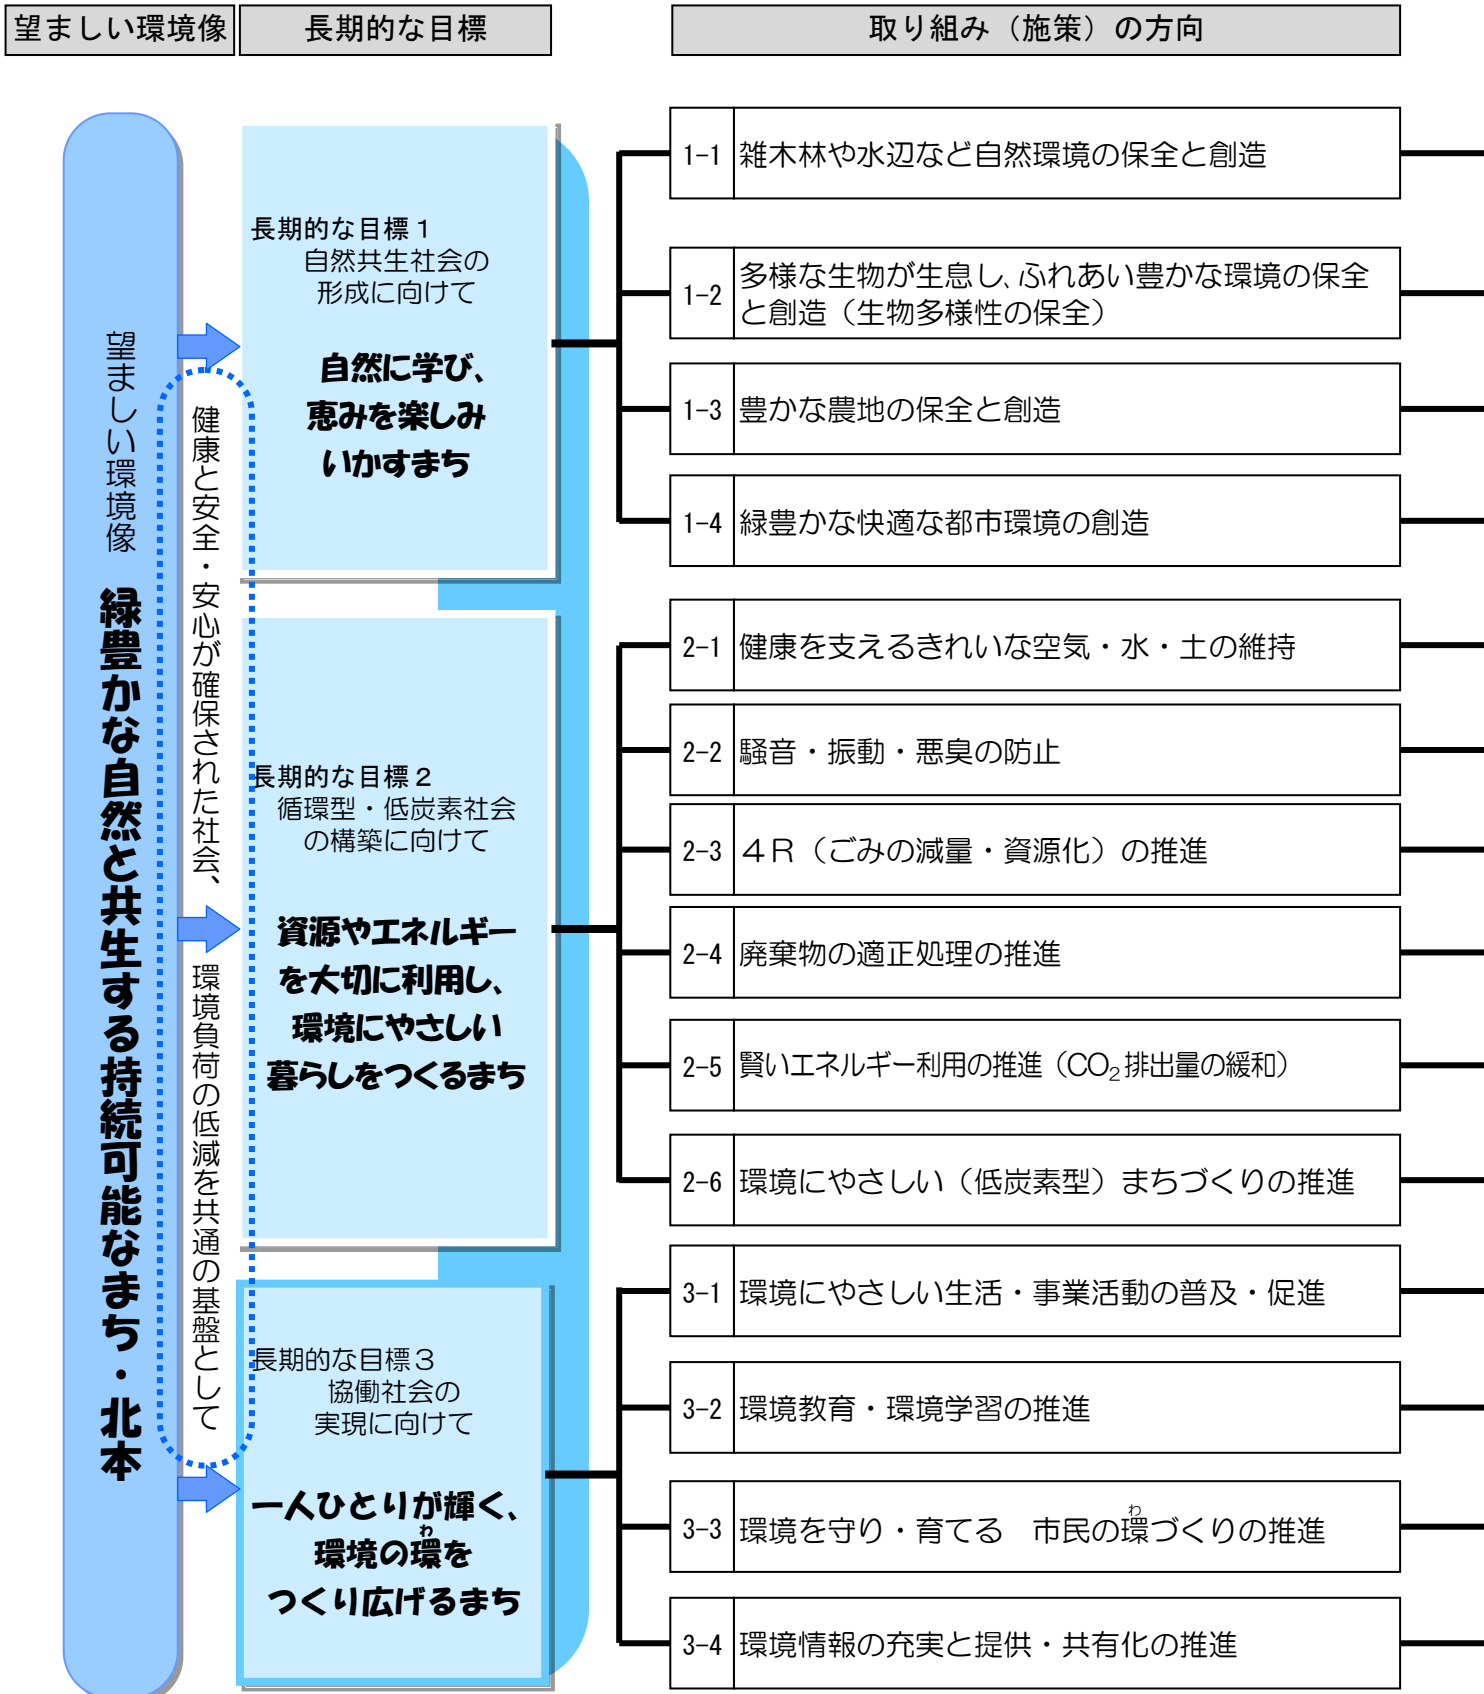 望ましい環境像
長期的な目標
取り組み（施策）の方向
望ましい環境像　緑豊かな自然と共生する持続可能なまち・北本
健康と安全・安心が確保された社会、環境負荷の低減を共通の基盤として
長期的な目標１
自然共生社会の
形成に向けて
自然に学び、
恵みを楽しみ
いかすまち
1-1 雑木林や水辺など自然環境の保全と創造
1-2 多様な生物が生息し、ふれあい豊かな環境の保全
と創造（生物多様性の保全）
1-3 豊かな農地の保全と創造
1-4 緑豊かな快適な都市環境の創造
長期的な目標２
循環型・低炭素社会
の構築に向けて
資源やエネルギー
を大切に利用し、
環境にやさしい
暮らしをつくるまち
2-1 健康を支えるきれいな空気・水・土の維持
2-2 騒音・振動・悪臭の防止
2-3 ４Ｒ（ごみの減量・資源化）の推進
2-4 廃棄物の適正処理の推進
2-5 賢いエネルギー利用の推進（CO₂排出量の緩和）
2-6 環境にやさしい（低炭素型）まちづくりの推進
長期的な目標３
協働社会の
実現に向けて
一人ひとりが輝く、
わ
環境の環を
つくり広げるまち
3-1 環境にやさしい生活・事業活動の普及・促進
3-2 環境教育・環境学習の推進
わ
3-3 環境を守り・育てる　市民の環づくりの推進
3-4 環境情報の充実と提供・共有化の推進